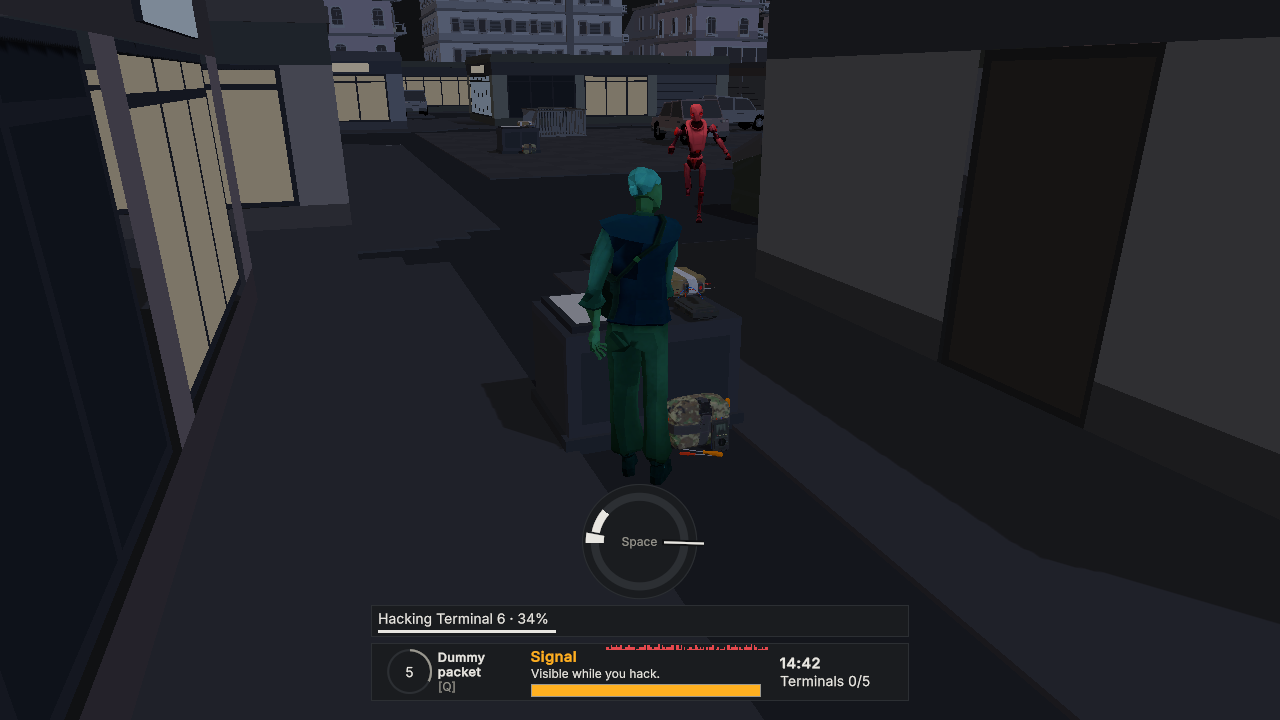 Space
Hacking Terminal 6 · 34%
5
Dummy
packet
[Q]
Signal
Visible while you hack.
14:42
Terminals 0/5